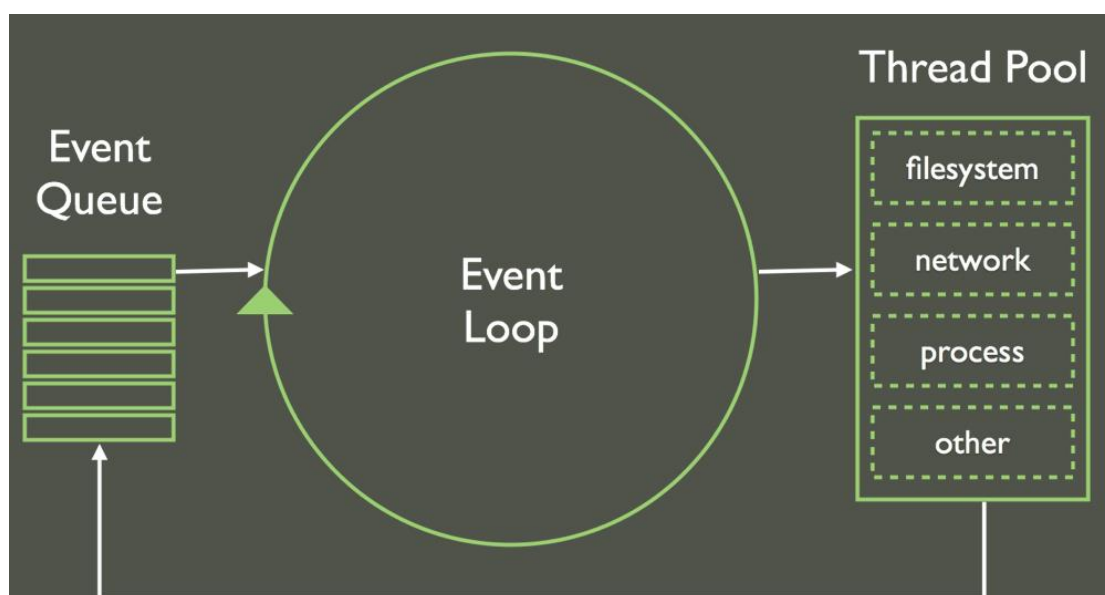 Event
Queue
Event
Loop
Thread Pool
filesystem
network
process
other